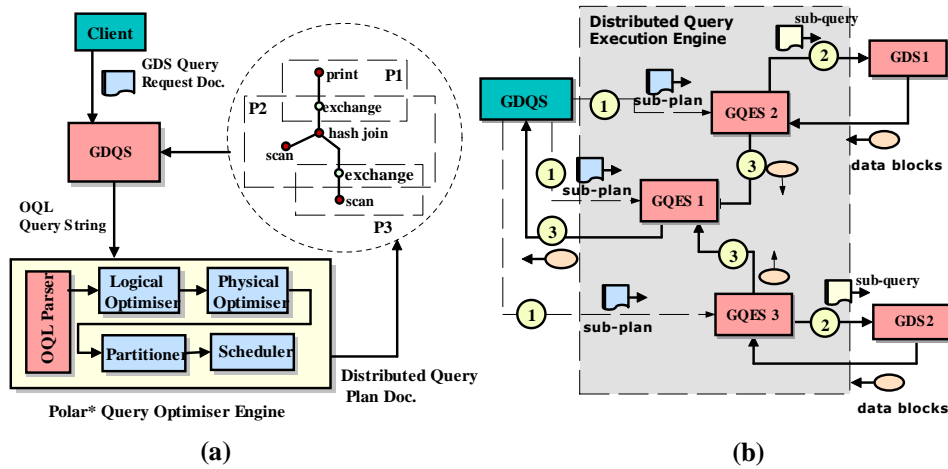 Client
GDS Query
Request Doc.
GDQS
OQL
Query String
P1
print
exchange
P2
hash join
scan
exchange
scan
P3
OQL Parser
Logical
Optimiser
Physical
Optimiser
Partitioner
Scheduler
Distributed Query
Plan Doc.
Polar* Query Optimiser Engine
(a)
Distributed Query
Execution Engine
sub-query
2
GDS1
GDQS
1
sub-plan
GQES 2
data blocks
3
1
sub-plan
GQES 1
3
3
sub-query
1
sub-plan
GQES 3
2
GDS2
data blocks
(b)